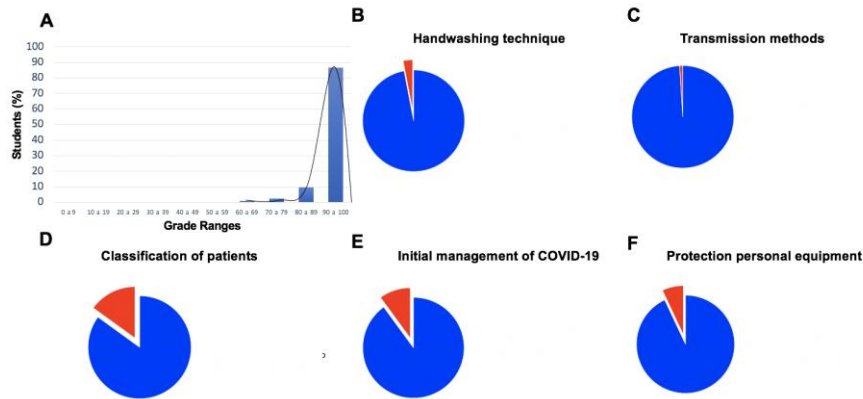 A
100
90
80
70
60
50
40
30
20
10
0
Students (%)
0 a 9 10 a 19 20 a 29 30 a 39 40 a 49 50 a 59 60 a 69 70 a 79 80 a 89 90 a 100
Grade Ranges
B
Handwashing technique
C
Transmission methods
D
Classification of patients
E
Initial management of COVID-19
F
Protection personal equipment